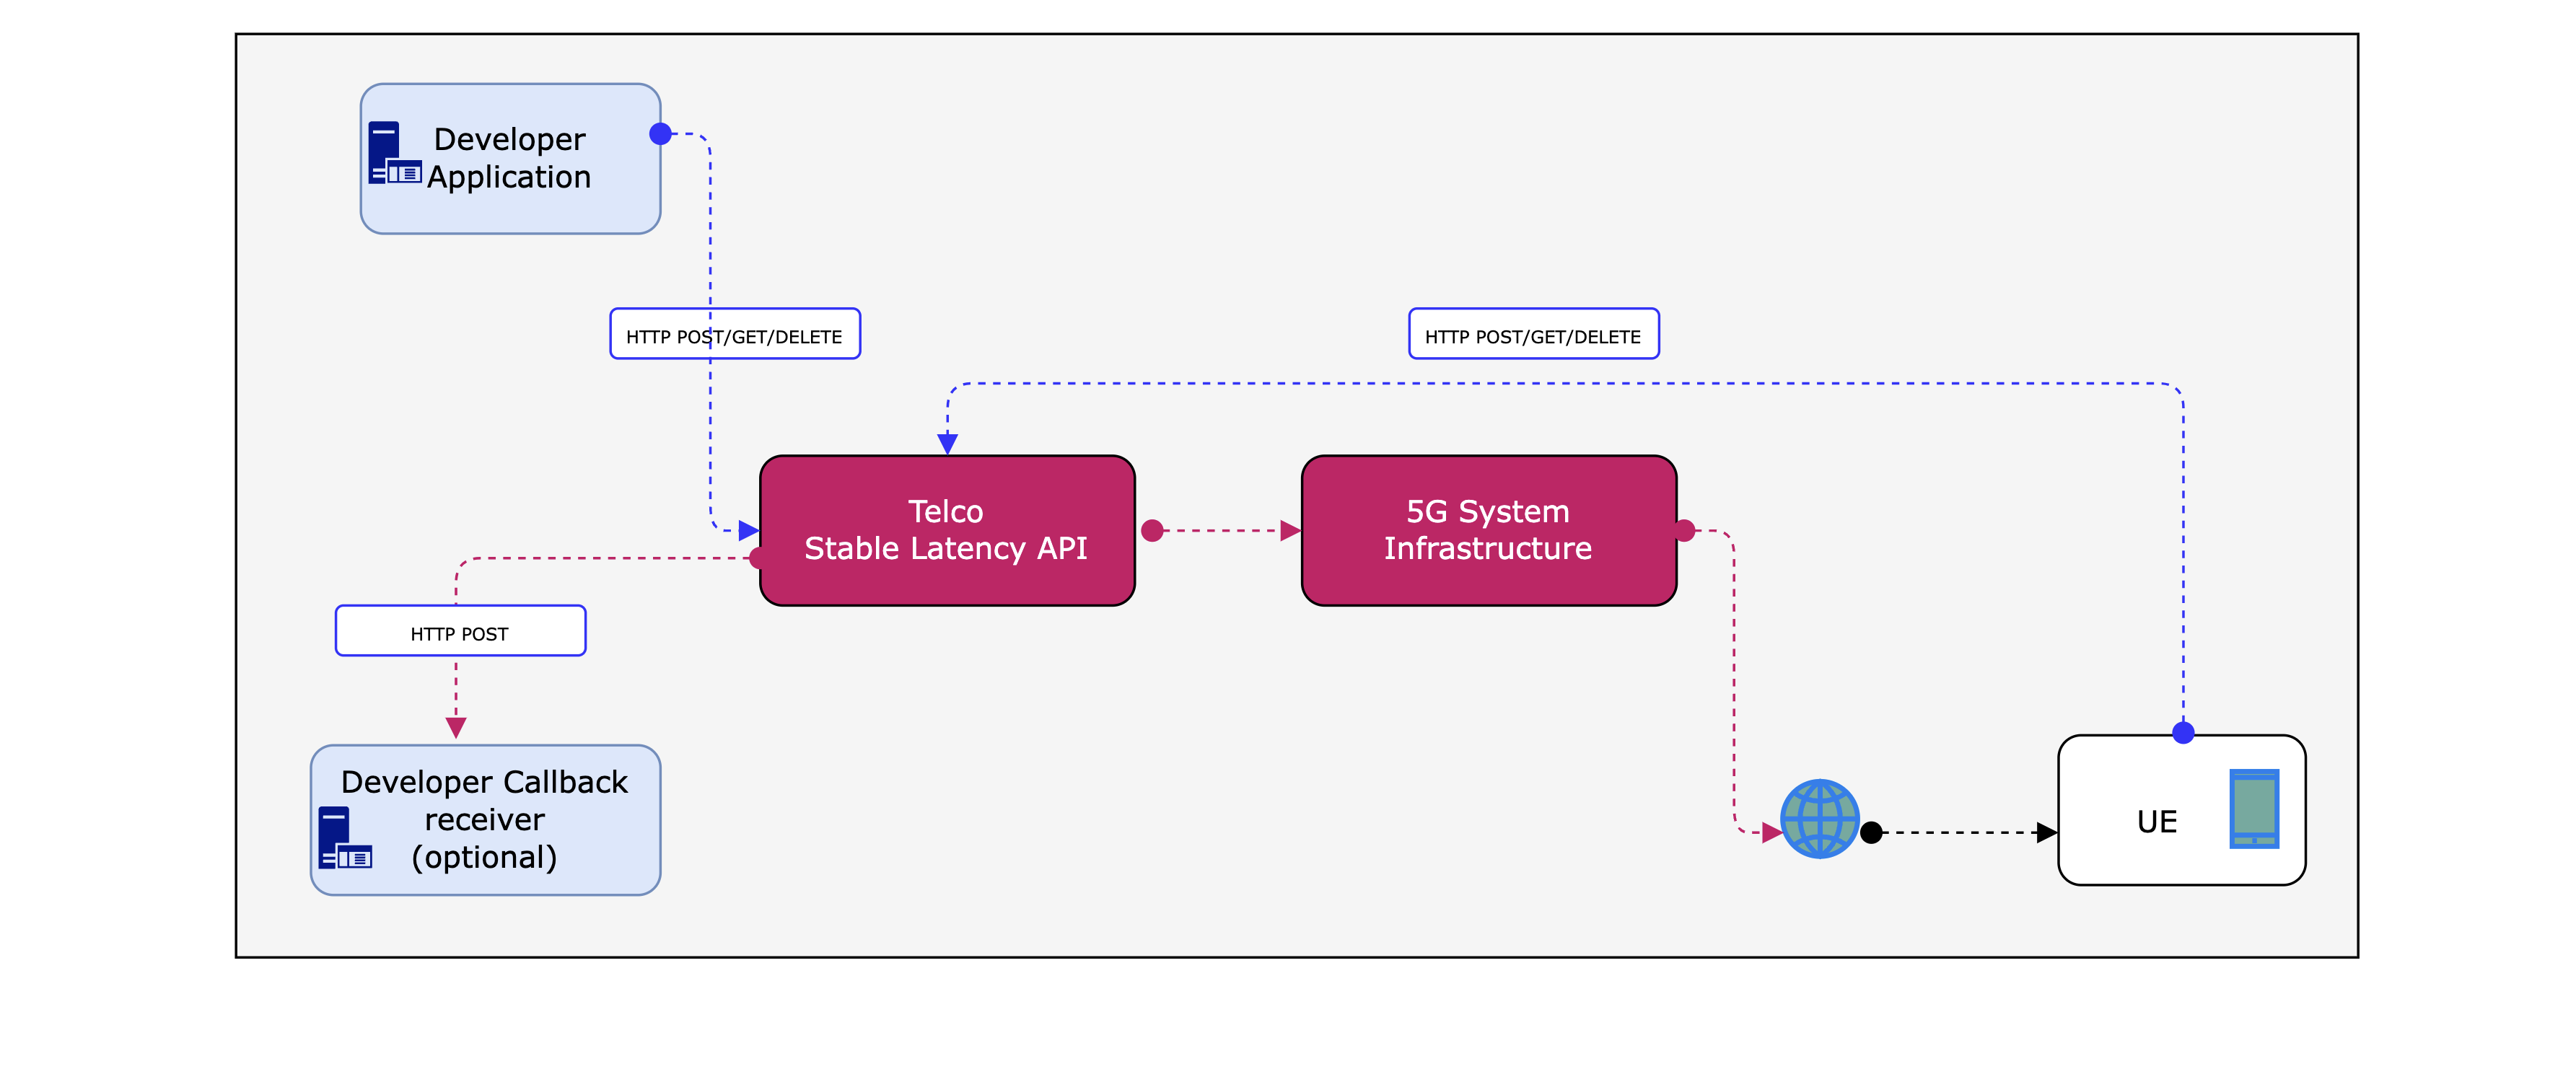 Developer
Application
HTTP POST/GET/DELETE
HTTP POST/GET/DELETE
Telco
Stable Latency API
5G System
Infrastructure
HTTP POST
Developer Callback
receiver
(optional)
UE